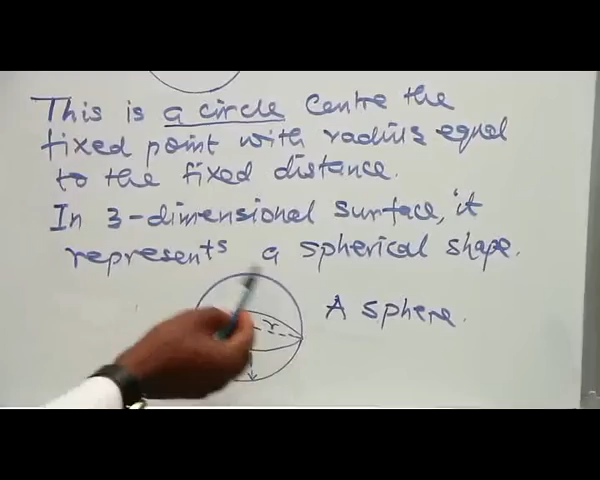 This is a circle centre the
fixed point with radius equal
to the fixed distance.
In 3-dimensional surface, it
represents a spherical shape.
r
A sphere.